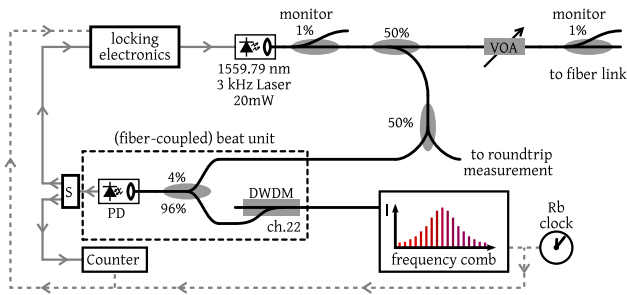 monitor
1%
monitor
1%
locking
electronics
50%
VOA
1559.79 nm
3 kHz Laser
20mW
to fiber link
50%
(fiber-coupled) beat unit
to roundtrip
measurement
4%
S
PD
96%
DWDM
ch.22
I
frequency comb
Rb
clock
Counter